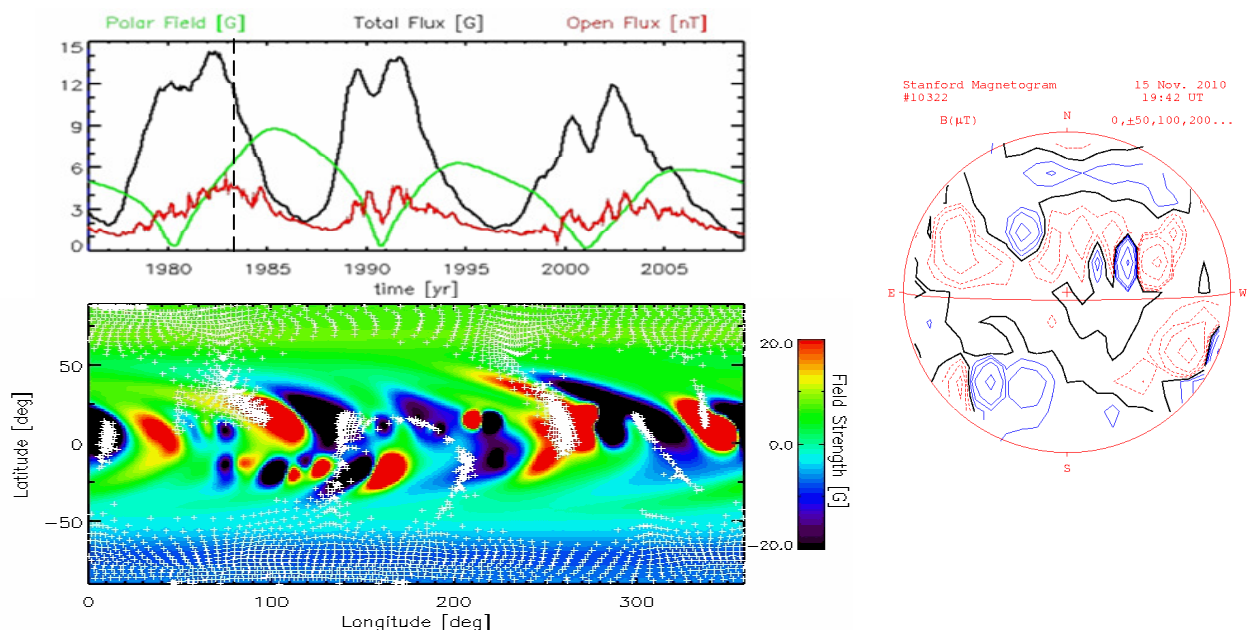 Polar Field [G] Total Flux [G] Open Flux [nT]
15
12
9
6
3
0
1980 1985 1990 1995 2000 2005
time [yr]
50
0
-50
Latitude [deg]
0 100 200 300
Longitude [deg]
20.0
0.0
-20.0
Field Strength [G]
Stanford Magnetogram 15 Nov. 2010
#10322 19:42 UT
B(μT) 0,±50,100,200...
N
E W
S